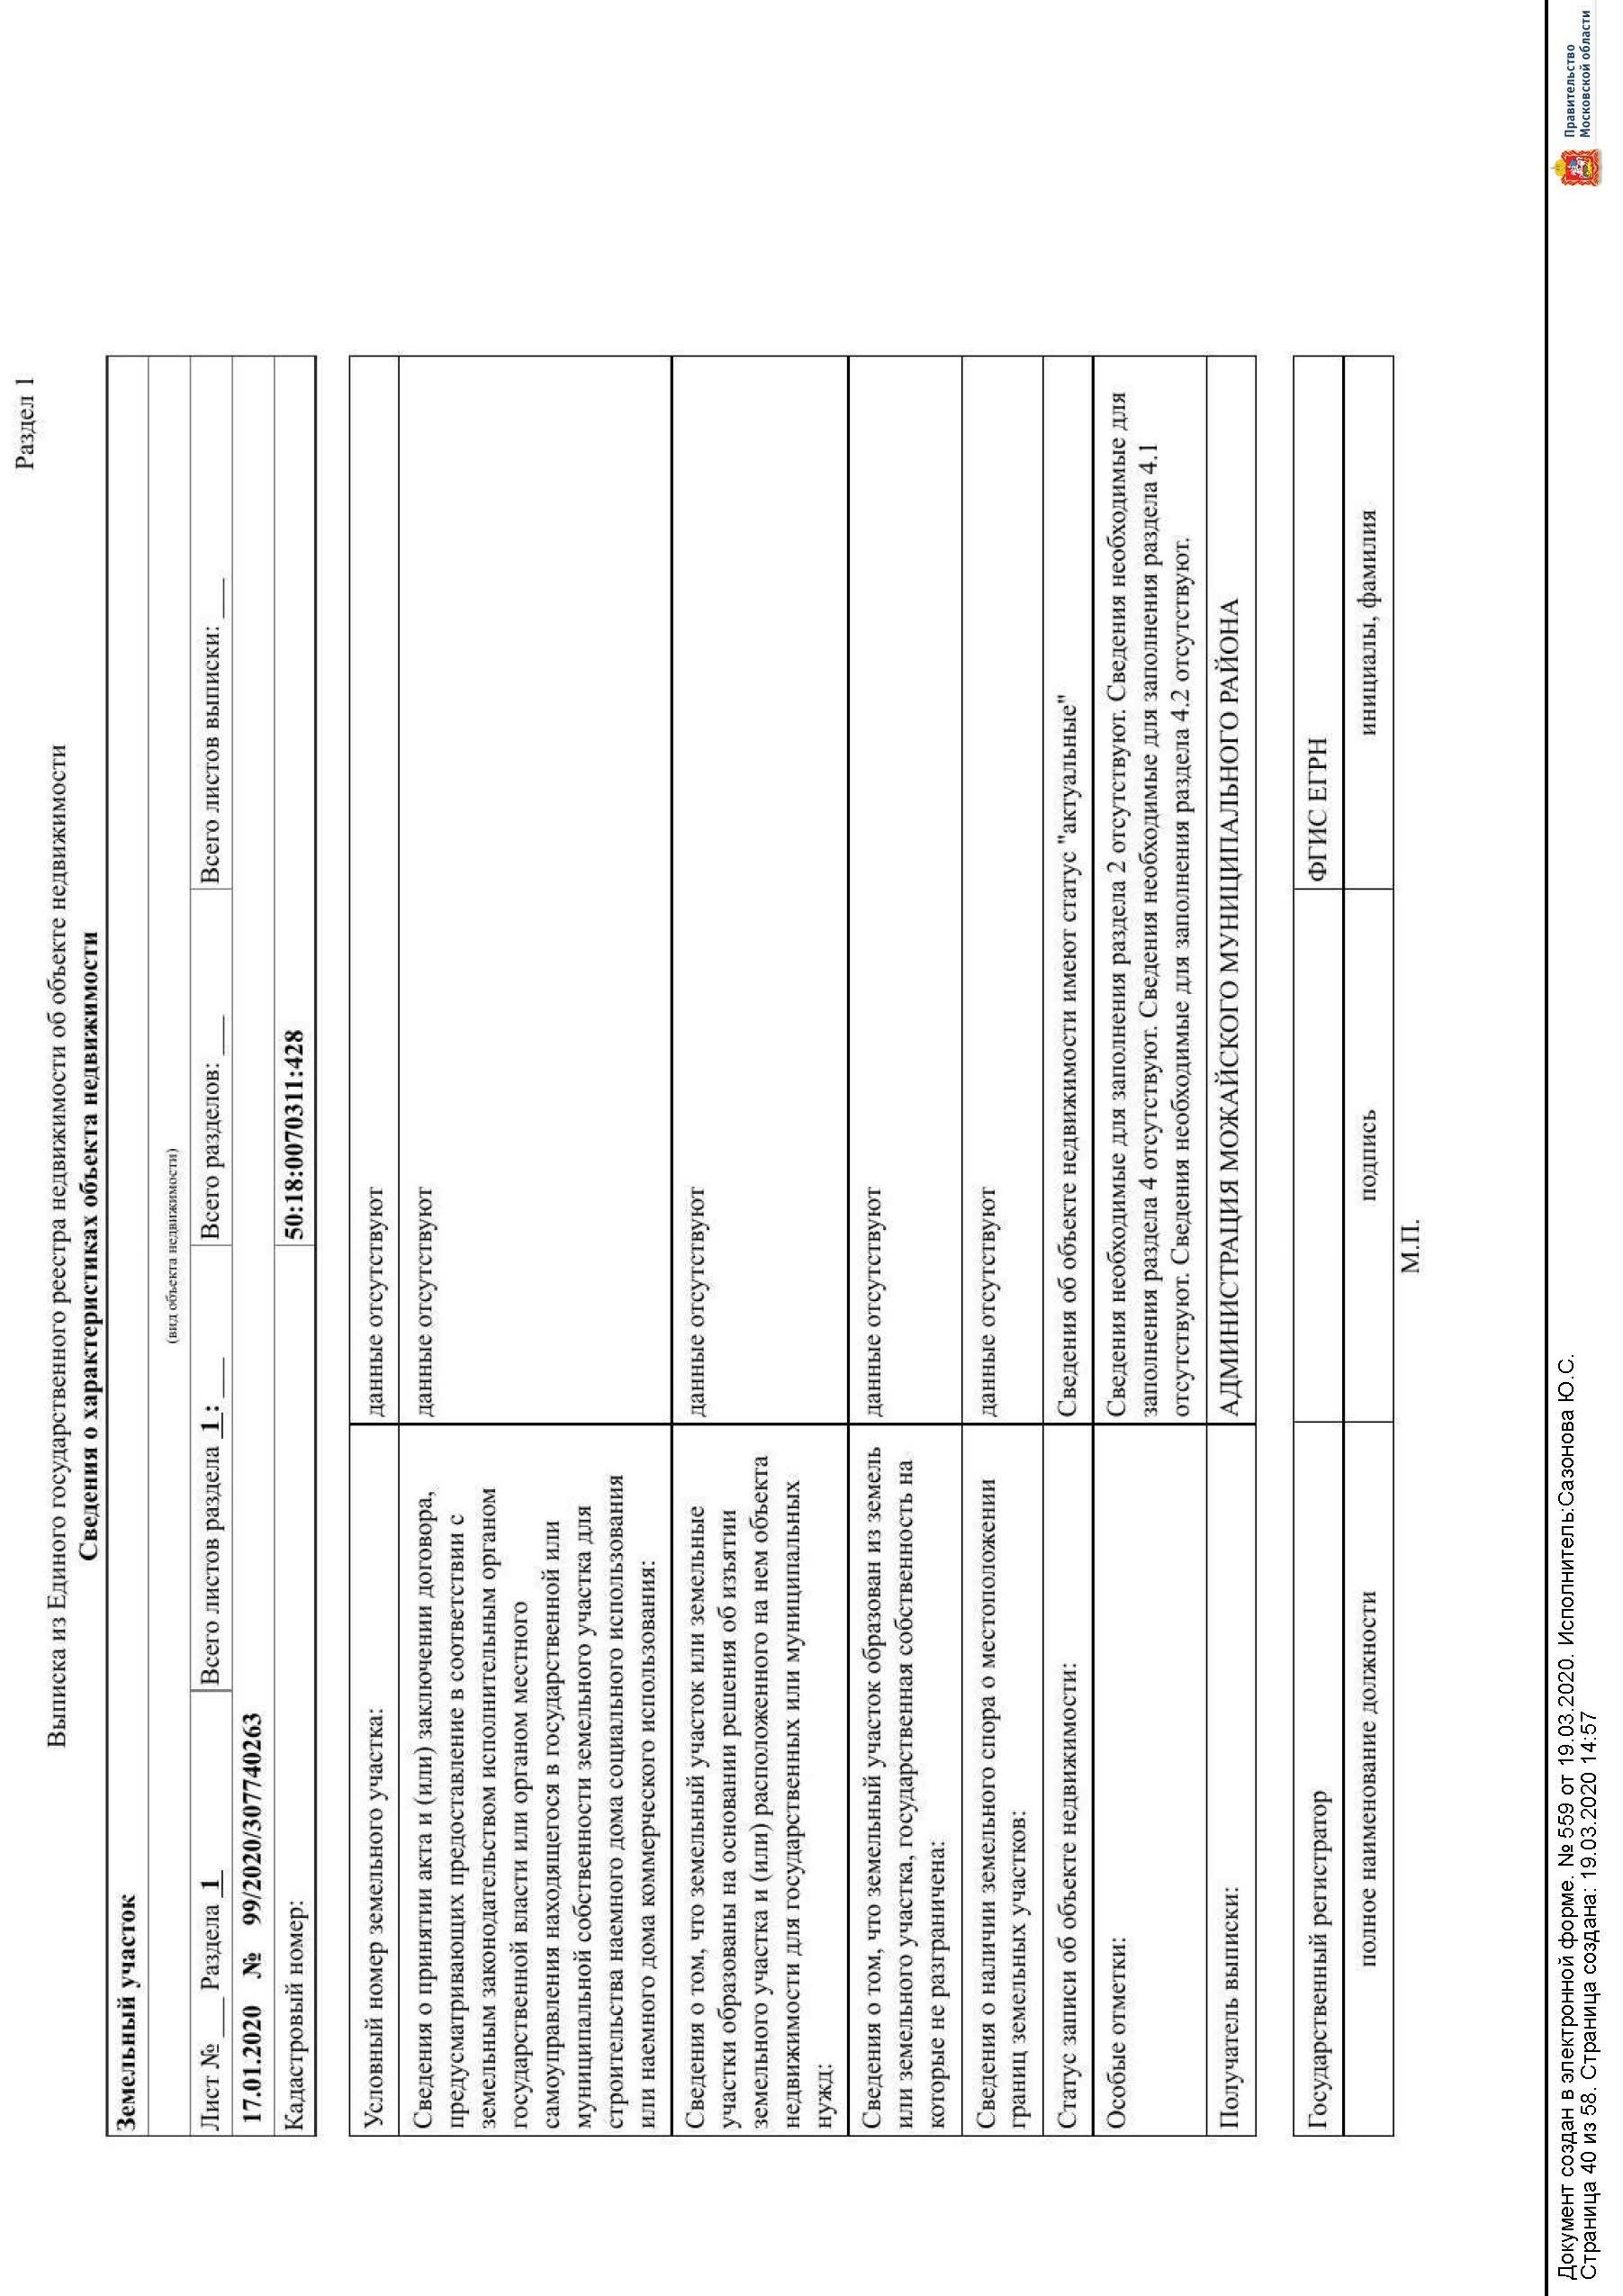 Раздел 1
Выписка из Единого государственного реестра недвижимости об объекте недвижимости
Сведения о характеристиках объекта недвижимости
Земельный участок
(вид объекта недвижимости)
Лист № ___ Раздела 1 Всего листов раздела 1 : ___ Всего разделов: ___ Всего листов выписки: ___
17.01.2020 № 99/2020/307740263
Кадастровый номер: 50:18:0070311:428
Условный номер земельного участка: данные отсутствуют
Сведения о принятии акта и (или) заключении договора, данные отсутствуют
предусматривающих предоставление в соответствии с
земельным законодательством исполнительным органом
государственной власти или органом местного
самоуправления находящегося в государственной или
муниципальной собственности земельного участка для
строительства наемного дома социального использования
или наемного дома коммерческого использования:
Сведения о том, что земельный участок или земельные данные отсутствуют
участки образованы на основании решения об изъятии
земельного участка и (или) расположенного на нем объекта
недвижимости для государственных или муниципальных
нужд:
Сведения о том, что земельный участок образован из земель данные отсутствуют
или земельного участка, государственная собственность на
которые не разграничена:
Сведения о наличии земельного спора о местоположении данные отсутствуют
границ земельных участков:
Статус записи об объекте недвижимости: Сведения об объекте недвижимости имеют статус "актуальные"
Особые отметки: Сведения необходимые для заполнения раздела 2 отсутствуют. Сведения необходимые для
заполнения раздела 4 отсутствуют. Сведения необходимые для заполнения раздела 4.1
отсутствуют. Сведения необходимые для заполнения раздела 4.2 отсутствуют.
Получатель выписки: АДМИНИСТРАЦИЯ МОЖАЙСКОГО МУНИЦИПАЛЬНОГО РАЙОНА
Государственный регистратор ФГИС ЕГРН
полное наименование должности подпись инициалы, фамилия
М.П.
Документ создан в электронной форме. № 559 от 19.03.2020. Исполнитель:Сазонова Ю.С.
Страница 40 из 58. Страница создана: 19.03.2020 14:57
Правительство
Московской области